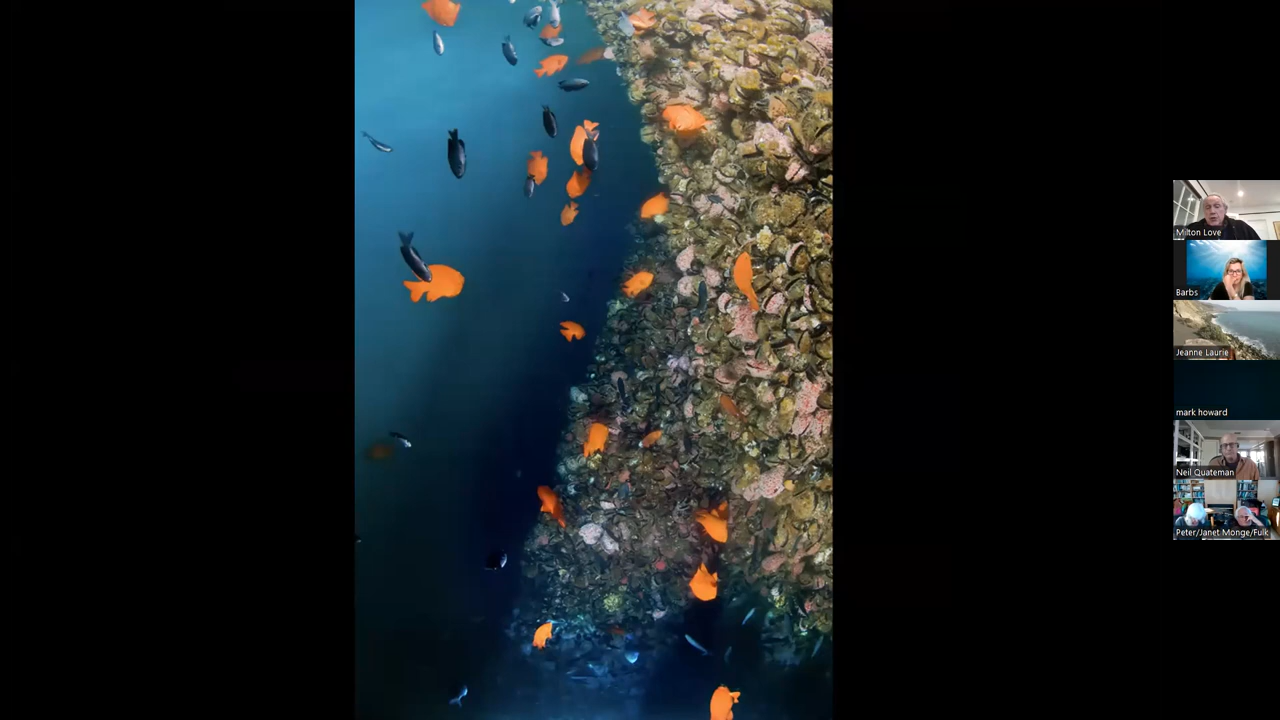 Milton Love
Barbs
Jeanne Laurie
mark howard
Neil Quateman
Peter/Janet Monge/Fulk